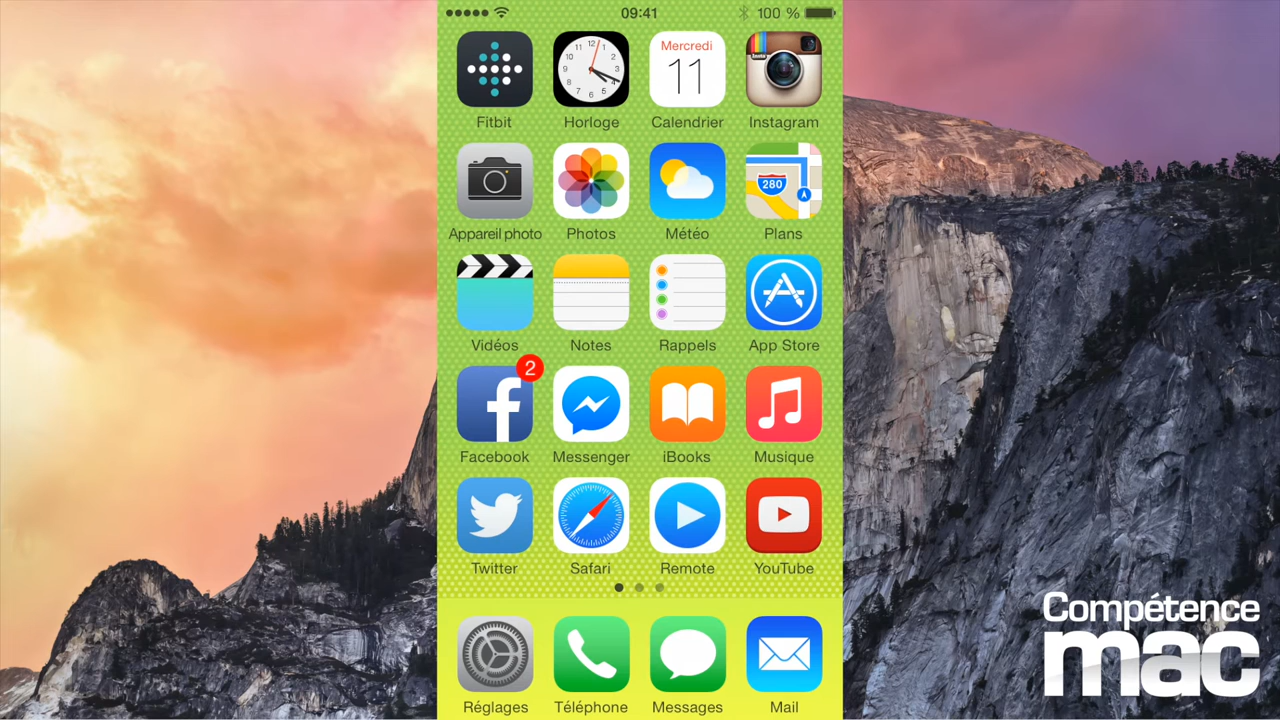 09:41 100 %
Mercredi
11
Fitbit Horloge Calendrier Instagram
280
Appareil photo Photos Météo Plans
Vidéos Notes Rappels App Store
2
Facebook Messenger iBooks Musique
Twitter Safari Remote YouTube
Réglages Téléphone Messages Mail
Compétence
mac